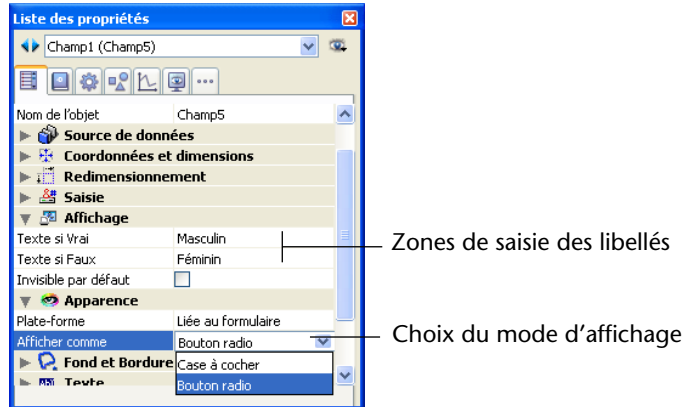 Liste des propriétés
Champ1 (Champ5)
Nom de l'objet Champ5
Source de données
Coordonnées et dimensions
Redimensionnement
Saisie
Affichage
Texte si Vrai Masculin
Texte si Faux Féminin
Zones de saisie des libellés
Invisible par défaut
Apparence
Plate-forme Liée au formulaire
Afficher comme Bouton radio
Choix du mode d'affichage
Fond et Bordure
Case à cocher
Texte
Bouton radio